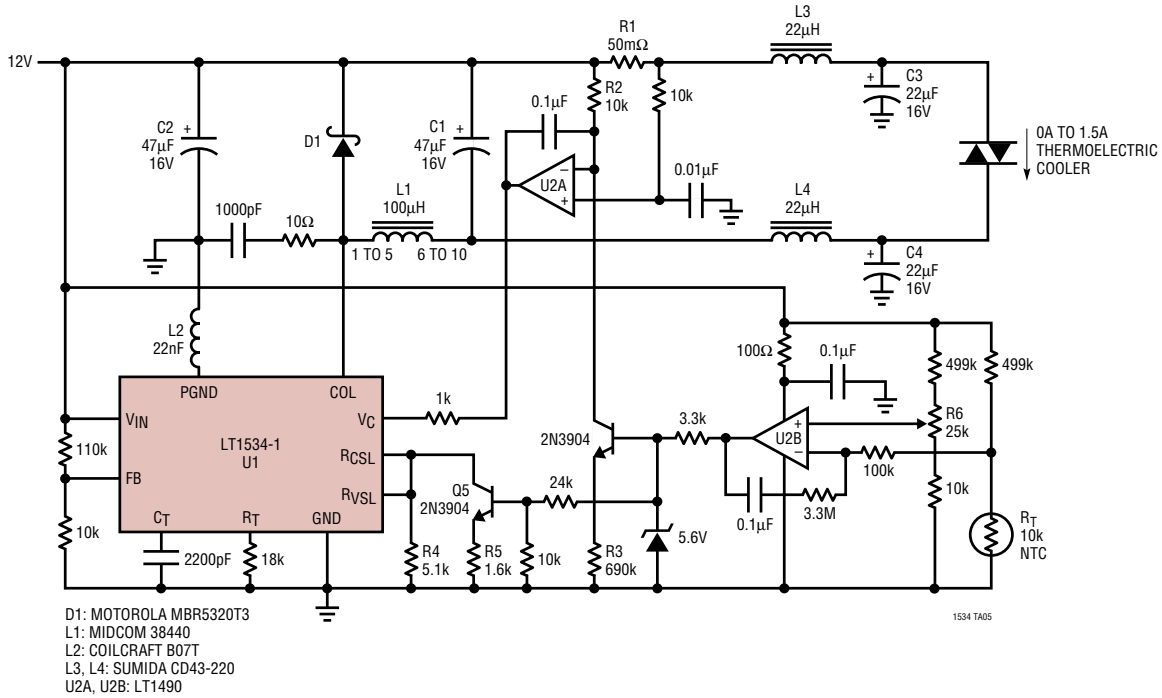 L3
22µH
R1
50mΩ
12V
R2
10k
10k
C3
22µF
16V
0.1µF
C2
47µF
16V
D1
C1
47µF
16V
U2A
–
+
0.01µF
0A TO 1.5A
THERMOELECTRIC
COOLER
L1
100µH
L4
22µH
1000pF
10Ω
1 TO 5
6 TO 10
C4
22µF
16V
L2
22nF
100Ω
0.1µF
499k
499k
PGND
COL
VIN
VC
1k
LT1534-1
U1
110k
RCSL
FB
RVSL
CT
RT
GND
10k
2200pF
18k
2N3904
3.3k
U2B
+
–
R6
25k
100k
Q5
2N3904
24k
0.1µF
3.3M
10k
RT
10k
NTC
5.6V
R4
5.1k
R5
1.6k
10k
R3
690k
1534 TA05
D1: MOTOROLA MBR5320T3
L1: MIDCOM 38440
L2: COILCRAFT B07T
L3, L4: SUMIDA CD43-220
U2A, U2B: LT1490